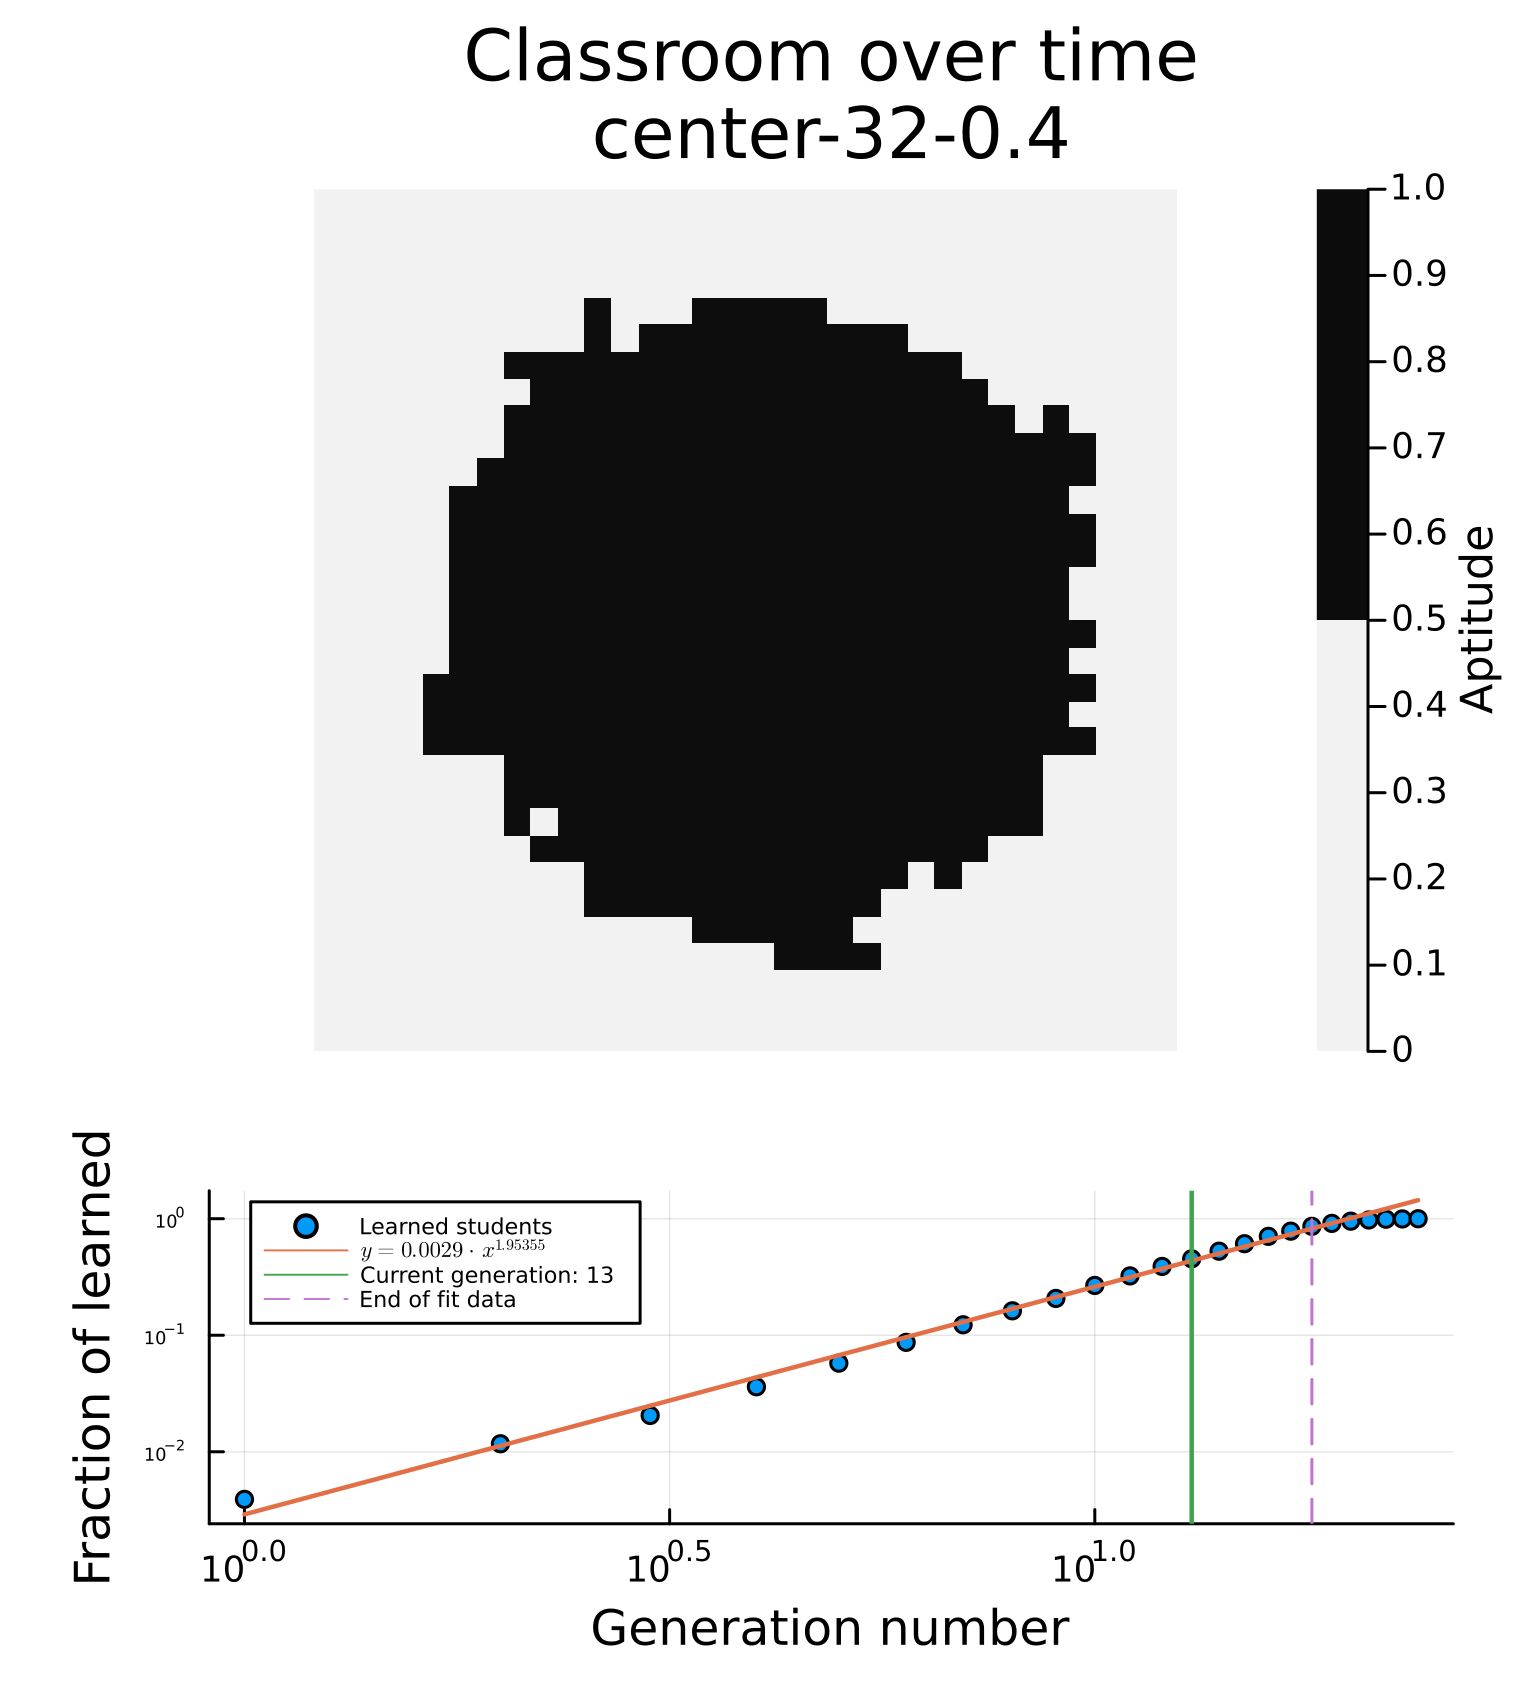 Classroom over time
center-32-0.4
1.0
0.9
0.8
0.7
0.6
0.5
0.4
0.3
0.2
0.1
0
Aptitude
Fraction of learned
10⁰
10⁻¹
10⁻²
Learned students
y = 0.0029 · x^1.95355
Current generation: 13
End of fit data
10^0.0
10^0.5
10^1.0
Generation number